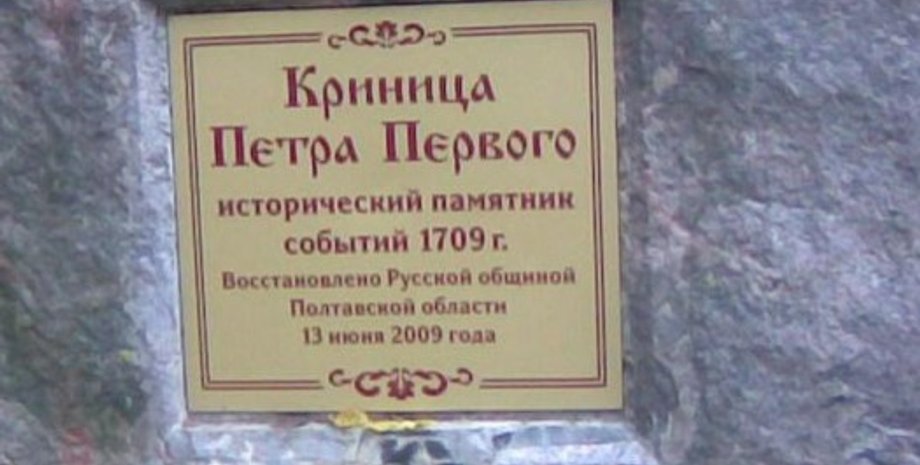 Криница
Петра Первого
исторический памятник
событий 1709 г.
Восстановлено Русской общиной
Полтавской области
13 июня 2009 года